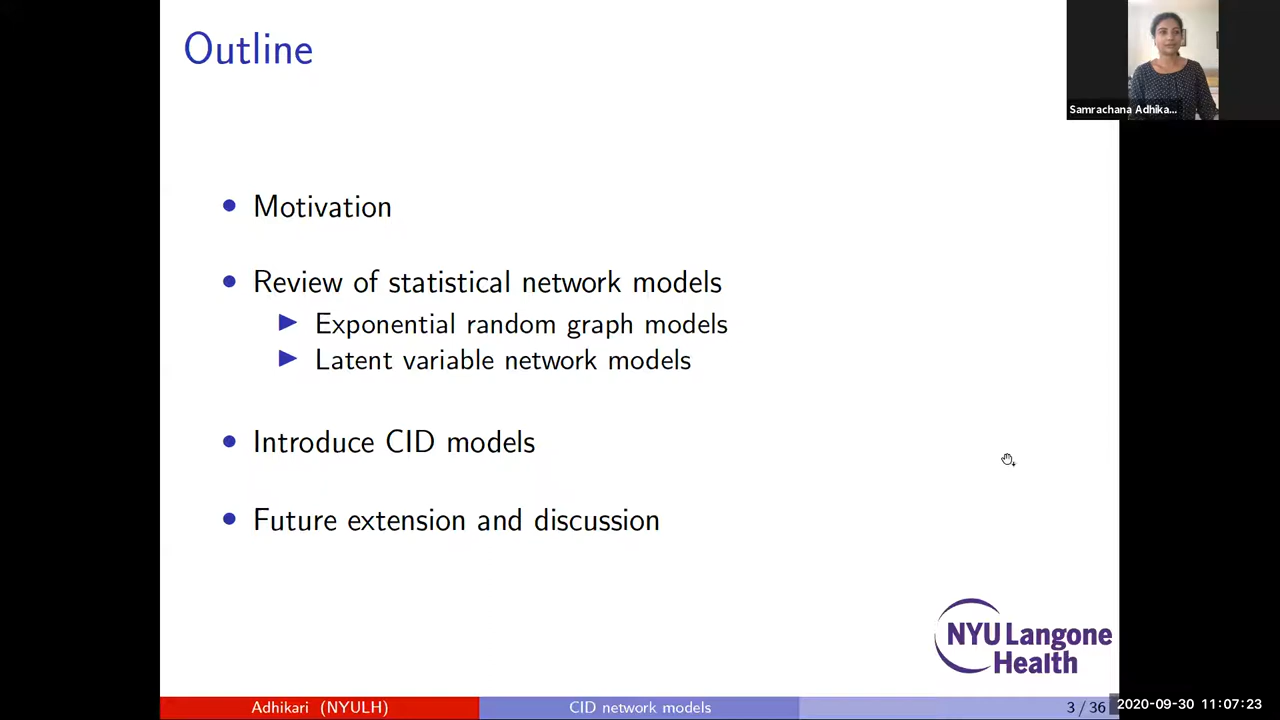 Outline
Samrachana Adhika...
Motivation
Review of statistical network models
Exponential random graph models
Latent variable network models
Introduce CID models
Future extension and discussion
NYU Langone
Health
Adhikari (NYULH)
CID network models
3 / 36
2020-09-30 11:07:23